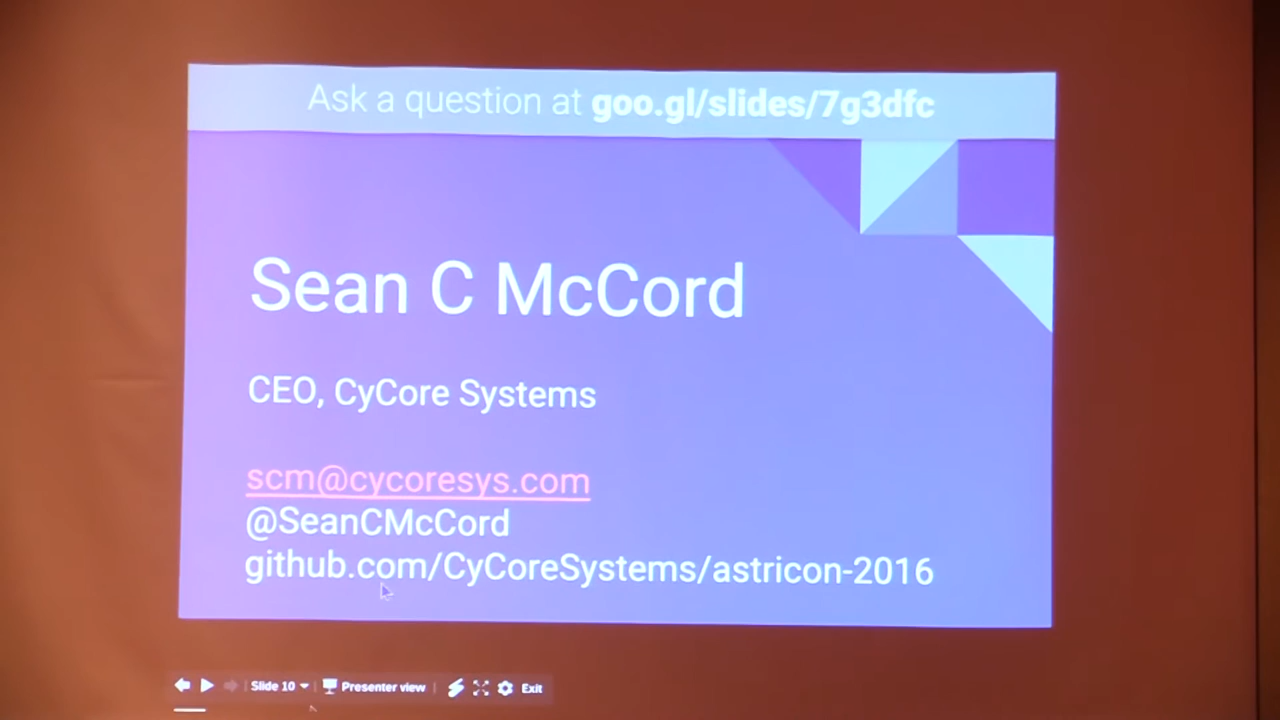 Ask a question at goo.gl/slides/7g3dfc
Sean C McCord
CEO, CyCore Systems
scm@cycoresys.com
@SeanCMcCord
github.com/CyCoreSystems/astricon-2016
Slide 10 Presenter view Exit